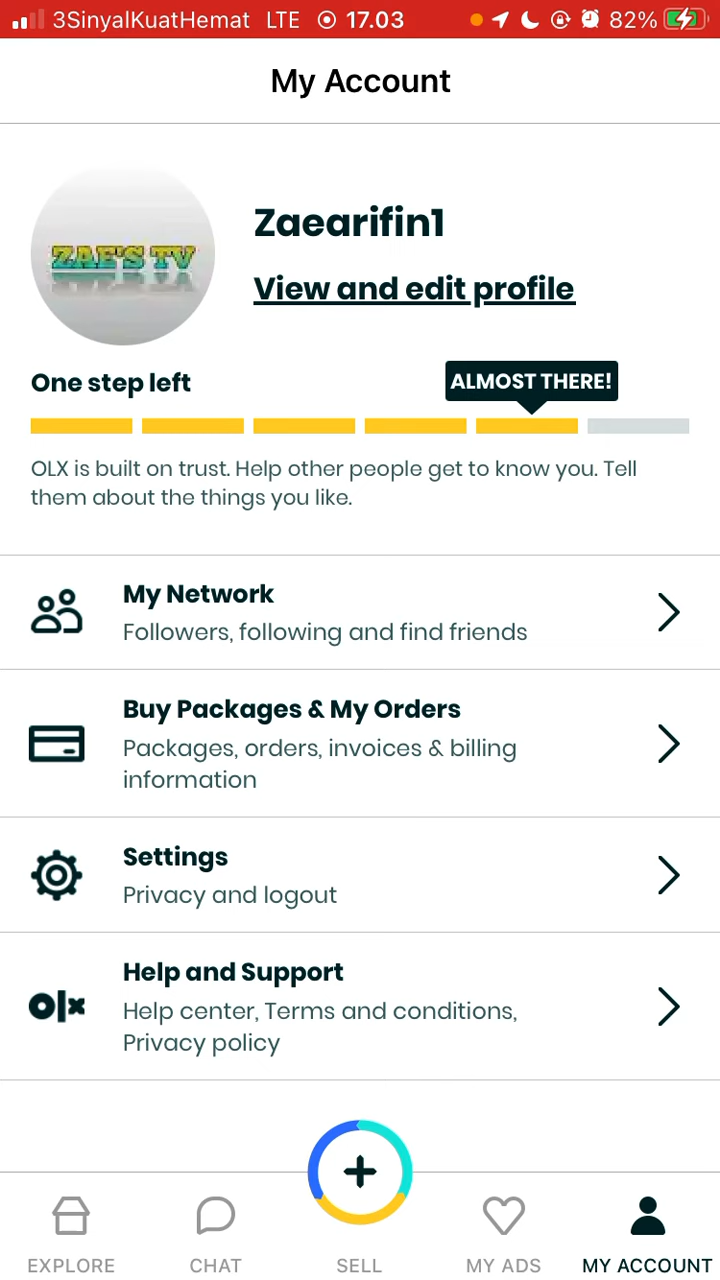 3SinyalKuatHemat LTE 17.03 82%
My Account
ZAE'S TV
Zaearifin1
View and edit profile
One step left
ALMOST THERE!
OLX is built on trust. Help other people get to know you. Tell
them about the things you like.
My Network
Followers, following and find friends
Buy Packages & My Orders
Packages, orders, invoices & billing
information
Settings
Privacy and logout
olx
Help and Support
Help center, Terms and conditions,
Privacy policy
EXPLORE CHAT SELL MY ADS MY ACCOUNT